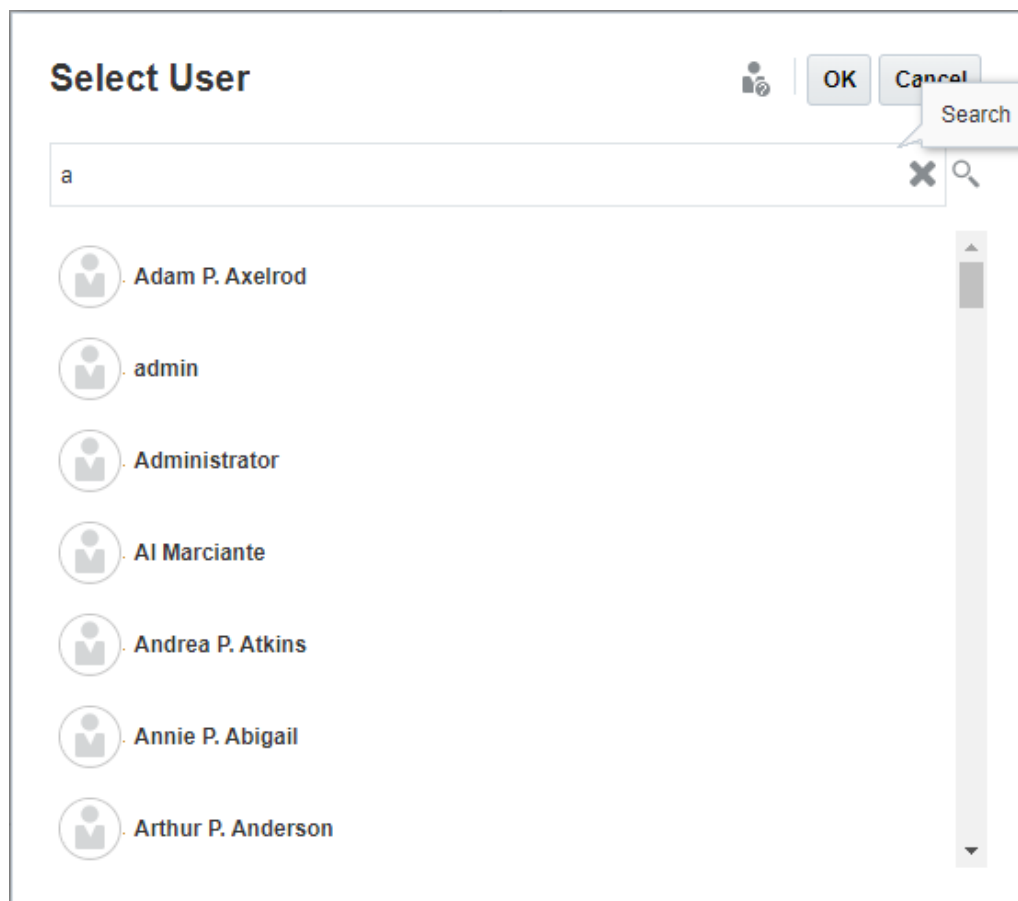 Select User
OK
Cancel
Search
a
Adam P. Axelrod
admin
Administrator
Al Marciante
Andrea P. Atkins
Annie P. Abigail
Arthur P. Anderson